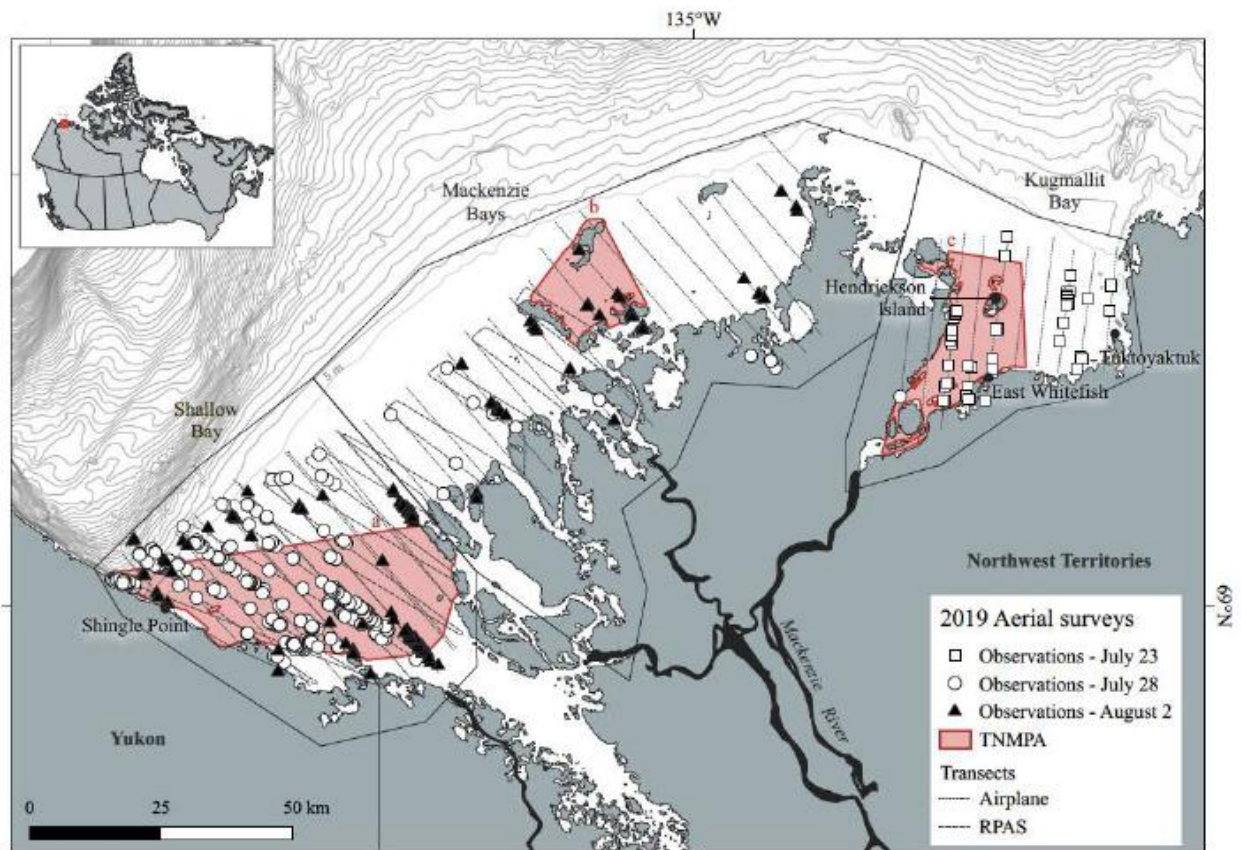 135°W
Mackenzie
Bays
b
Kugmallit
Bay
c
Hendrickson
Island
Tuktoyaktuk
East Whitefish
5 m
Shallow
Bay
a
Shingle Point
Northwest Territories
69°N
Mackenzie
River
Yukon
0 25 50 km
2019 Aerial surveys
Observations - July 23
Observations - July 28
Observations - August 2
TNMPA
Transects
Airplane
RPAS